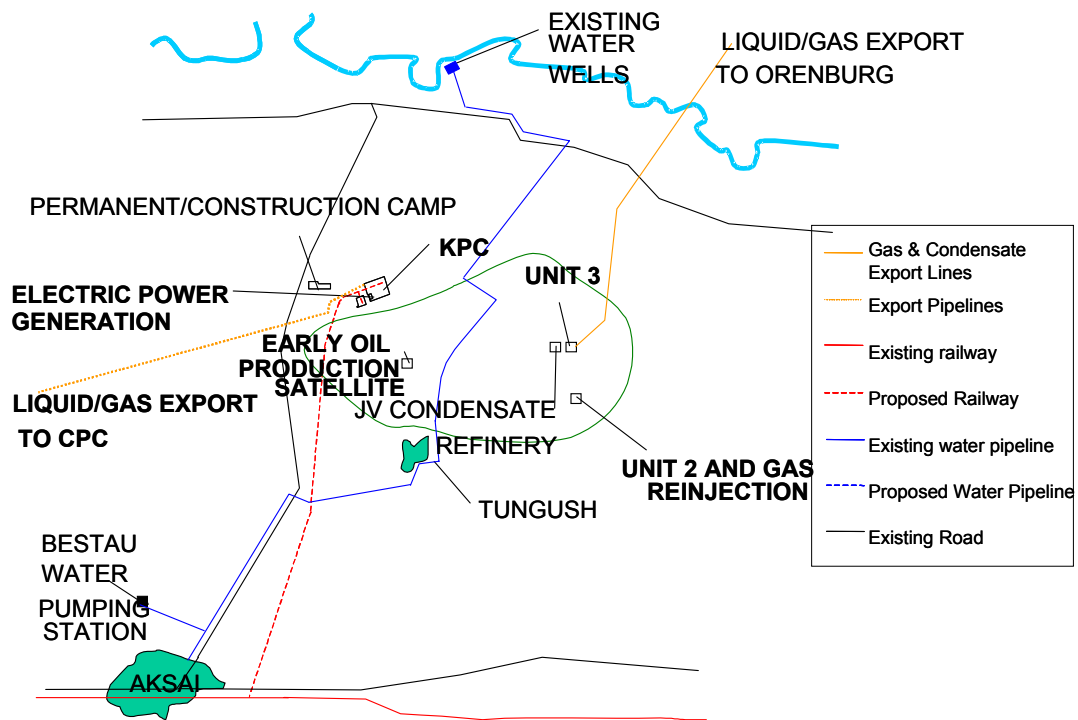 EXISTING
WATER
WELLS
LIQUID/GAS EXPORT
TO ORENBURG
PERMANENT/CONSTRUCTION CAMP
KPC
UNIT 3
ELECTRIC POWER
GENERATION
EARLY OIL
PRODUCTION
SATELLITE
LIQUID/GAS EXPORT
TO CPC
JV CONDENSATE
REFINERY
UNIT 2 AND GAS
REINJECTION
TUNGUSH
BESTAU
WATER
PUMPING
STATION
AKSAI
Gas & Condensate
Export Lines
Export Pipelines
Existing railway
Proposed Railway
Existing water pipeline
Proposed Water Pipeline
Existing Road